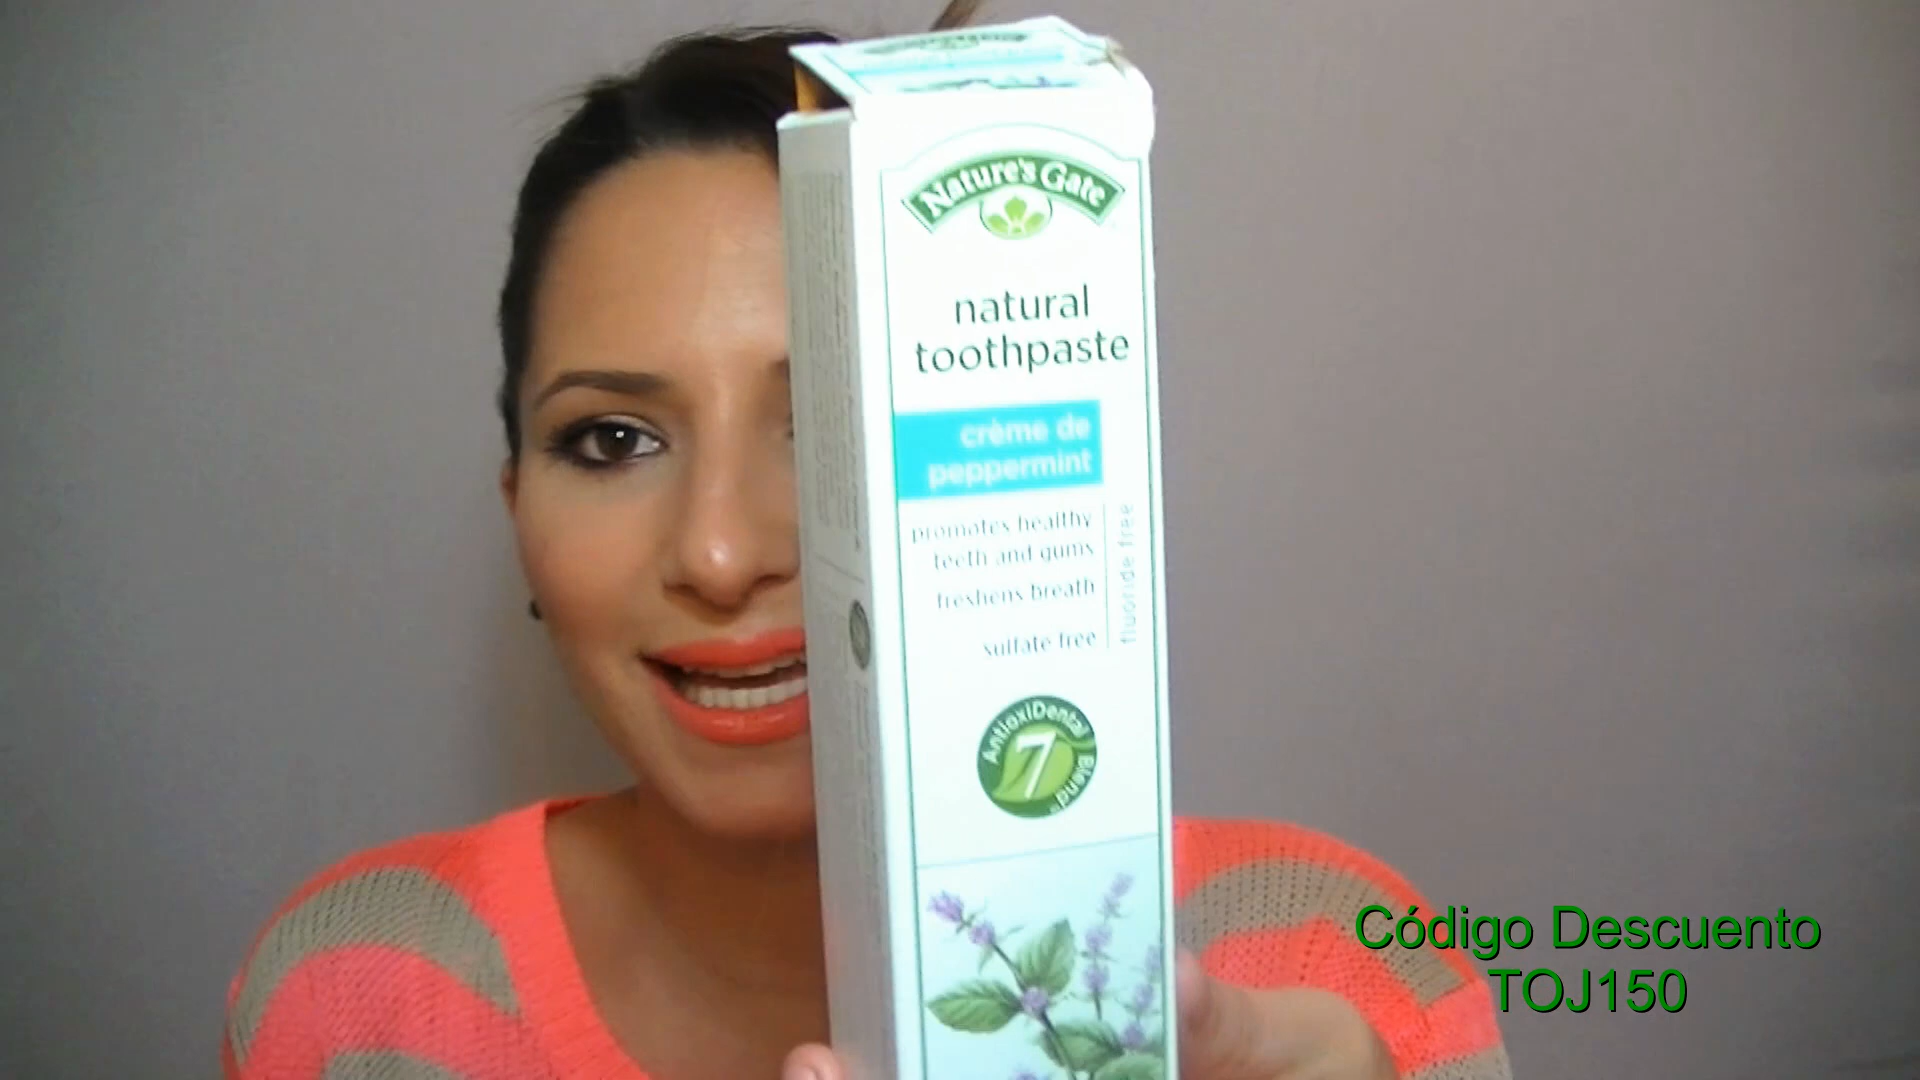 Nature's Gate
natural
toothpaste
crème de
peppermint
promotes healthy
teeth and gums
freshens breath
sulfate free
fluoride free
AntioxiDental
7
Blend™
Código Descuento
TOJ150